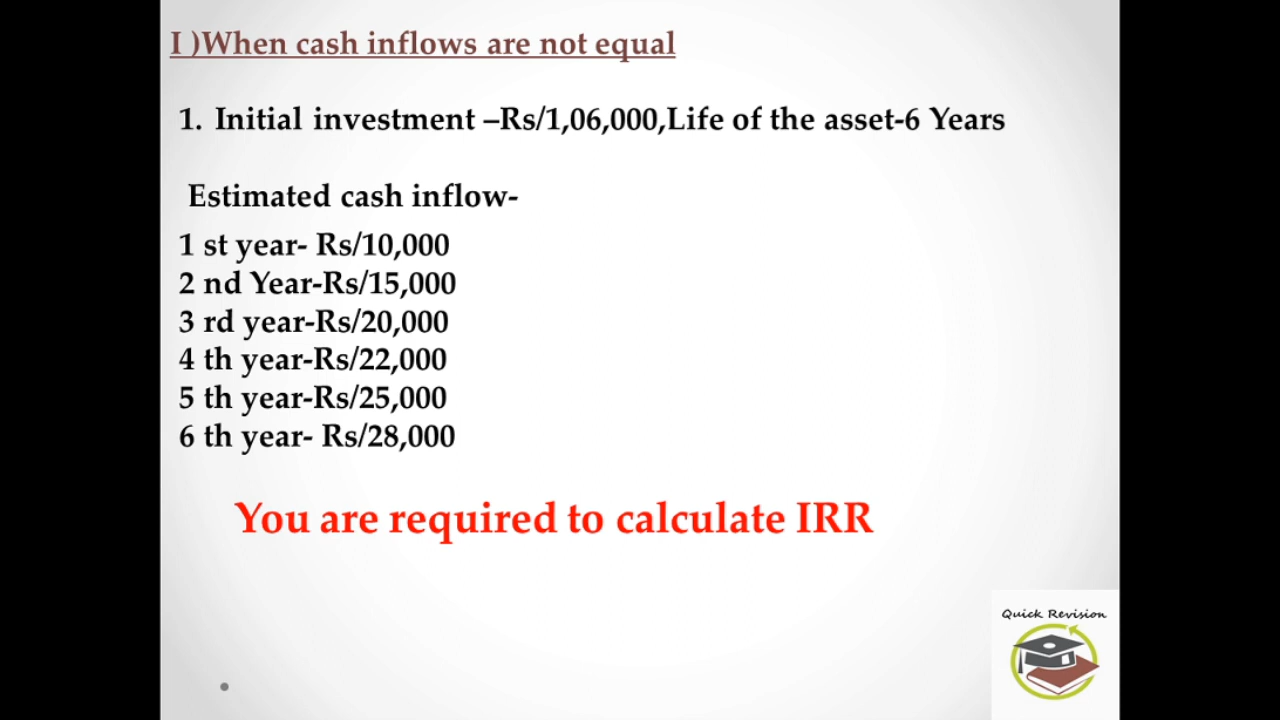 I )When cash inflows are not equal
1. Initial investment –Rs/1,06,000,Life of the asset-6 Years
Estimated cash inflow-
1 st year- Rs/10,000
2 nd Year-Rs/15,000
3 rd year-Rs/20,000
4 th year-Rs/22,000
5 th year-Rs/25,000
6 th year- Rs/28,000
You are required to calculate IRR
Quick Revision